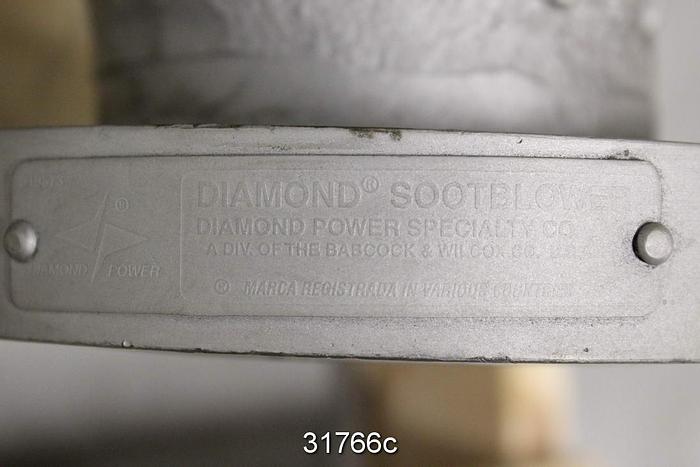 ®
DIAMOND POWER
DIAMOND® SOOTBLOWER
DIAMOND POWER SPECIALTY CO.
A DIV. OF THE BABCOCK & WILCOX CO.
® MARCA REGISTRADA IN VARIOUS COUNTRIES
31766c